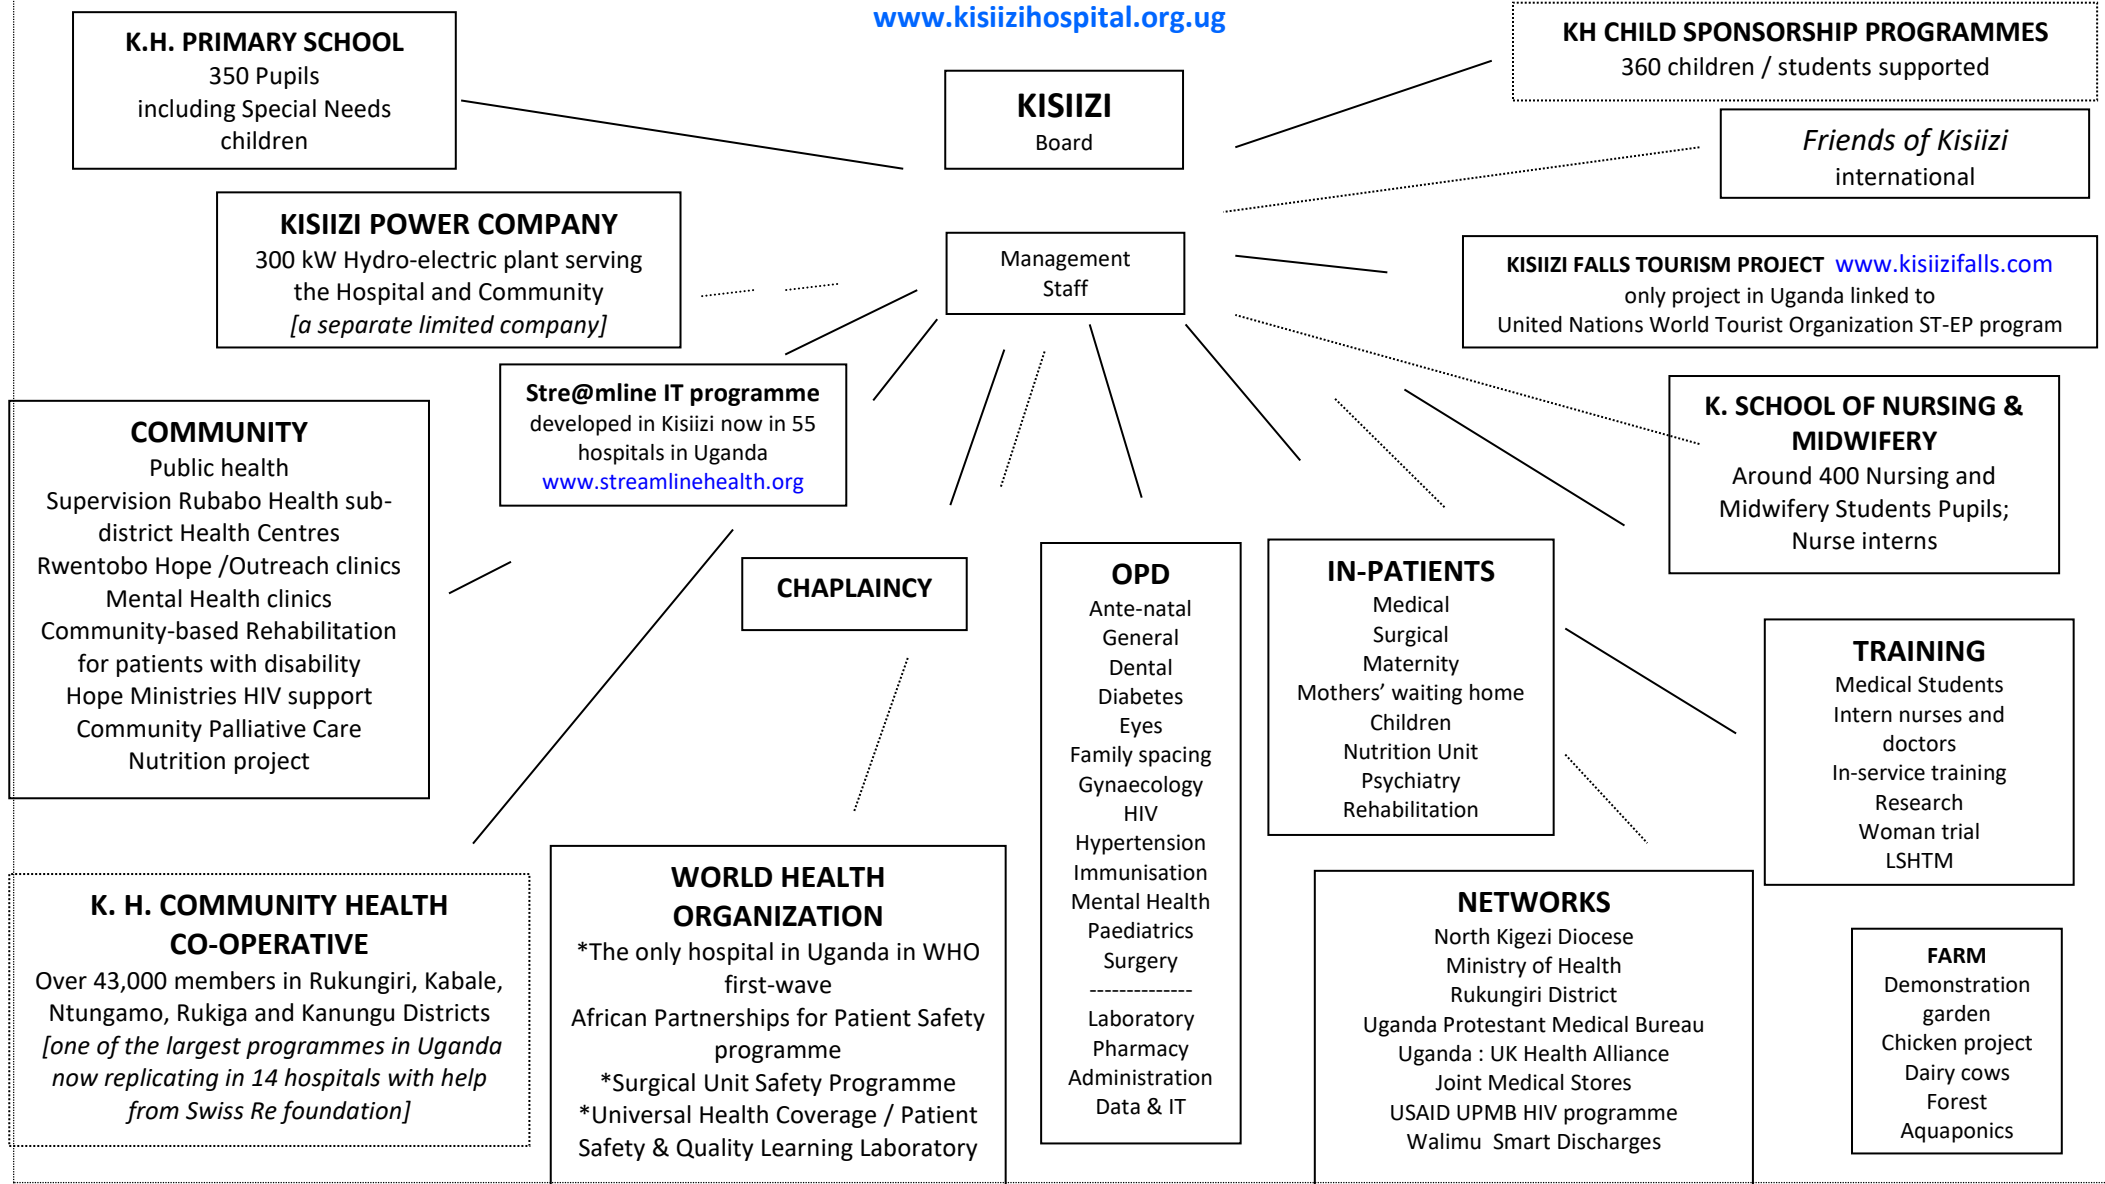 www.kisiizihospital.org.ug
K.H. PRIMARY SCHOOL
350 Pupils
including Special Needs
children
KISIIZI
Board
KH CHILD SPONSORSHIP PROGRAMMES
360 children / students supported
Friends of Kisiizi
international
KISIIZI POWER COMPANY
300 kW Hydro-electric plant serving
the Hospital and Community
[a separate limited company]
Management
Staff
KISIIZI FALLS TOURISM PROJECT www.kisiizifalls.com
only project in Uganda linked to
United Nations World Tourist Organization ST-EP program
Stre@mline IT programme
developed in Kisiizi now in 55
hospitals in Uganda
www.streamlinehealth.org
K. SCHOOL OF NURSING &
MIDWIFERY
Around 400 Nursing and
Midwifery Students Pupils;
Nurse interns
COMMUNITY
Public health
Supervision Rubabo Health sub-
district Health Centres
Rwentobo Hope /Outreach clinics
Mental Health clinics
Community-based Rehabilitation
for patients with disability
Hope Ministries HIV support
Community Palliative Care
Nutrition project
CHAPLAINCY
OPD
Ante-natal
General
Dental
Diabetes
Eyes
Family spacing
Gynaecology
HIV
Hypertension
Immunisation
Mental Health
Paediatrics
Surgery
--------------
Laboratory
Pharmacy
Administration
Data & IT
IN-PATIENTS
Medical
Surgical
Maternity
Mothers’ waiting home
Children
Nutrition Unit
Psychiatry
Rehabilitation
TRAINING
Medical Students
Intern nurses and
doctors
In-service training
Research
Woman trial
LSHTM
K. H. COMMUNITY HEALTH
CO-OPERATIVE
Over 43,000 members in Rukungiri, Kabale,
Ntungamo, Rukiga and Kanungu Districts
[one of the largest programmes in Uganda
now replicating in 14 hospitals with help
from Swiss Re foundation]
WORLD HEALTH
ORGANIZATION
*The only hospital in Uganda in WHO
first-wave
African Partnerships for Patient Safety
programme
*Surgical Unit Safety Programme
*Universal Health Coverage / Patient
Safety & Quality Learning Laboratory
NETWORKS
North Kigezi Diocese
Ministry of Health
Rukungiri District
Uganda Protestant Medical Bureau
Uganda : UK Health Alliance
Joint Medical Stores
USAID UPMB HIV programme
Walimu Smart Discharges
FARM
Demonstration
garden
Chicken project
Dairy cows
Forest
Aquaponics